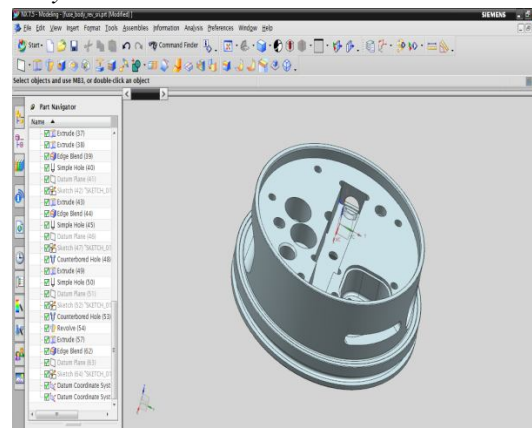 NX 7.5 - Modeling - [fuse_body_rev_sn.prt (Modified) ]
SIEMENS
File Edit View Insert Format Tools Assemblies Information Analysis Preferences Window Help
Start Command Finder
Select objects and use MB3, or double-click an object
Part Navigator
Name
Extrude (37)
Extrude (38)
Edge Blend (39)
Simple Hole (40)
Datum Plane (41)
Sketch (42) "SKETCH_01
Extrude (43)
Edge Blend (44)
Simple Hole (45)
Datum Plane (46)
Sketch (47) "SKETCH_01
Counterbored Hole (48)
Extrude (49)
Simple Hole (50)
Datum Plane (51)
Sketch (52) "SKETCH_01
Counterbored Hole (53)
Revolve (54)
Extrude (57)
Edge Blend (62)
Datum Plane (63)
Sketch (64) "SKETCH_01
Datum Coordinate Syst
Datum Coordinate Syst